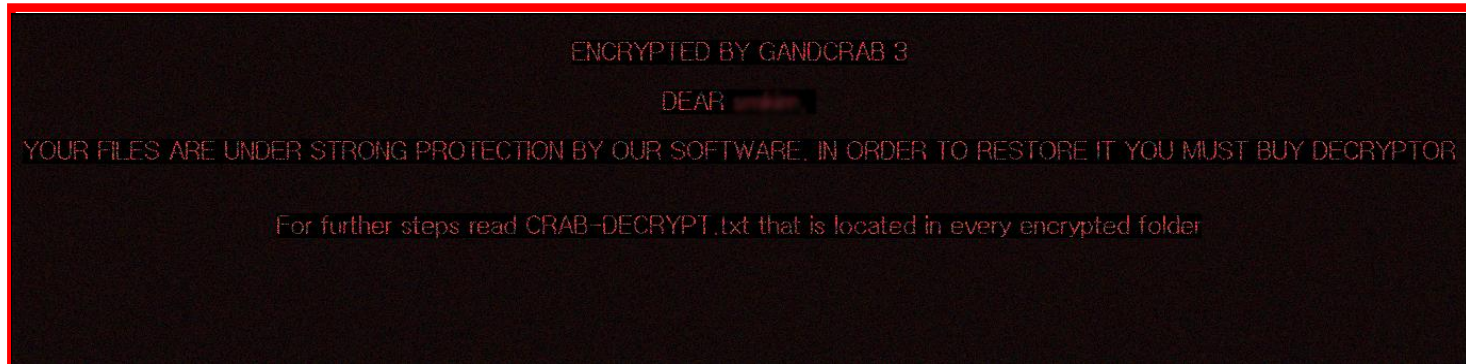 ENCRYPTED BY GANDCRAB 3
DEAR
YOUR FILES ARE UNDER STRONG PROTECTION BY OUR SOFTWARE. IN ORDER TO RESTORE IT YOU MUST BUY DECRYPTOR
For further steps read CRAB-DECRYPT.txt that is located in every encrypted folder